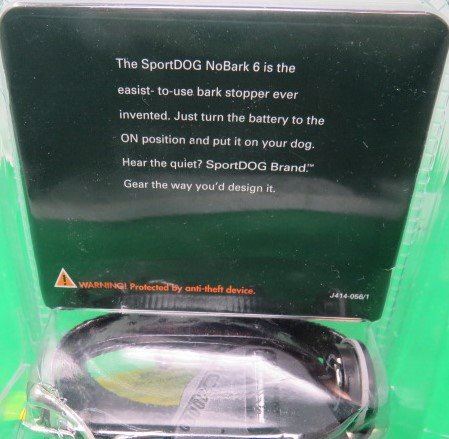 The SportDOG NoBark 6 is the
easist- to-use bark stopper ever
invented. Just turn the battery to the
ON position and put it on your dog.
Hear the quiet? SportDOG Brand.™
Gear the way you'd design it.
WARNING! Protected by anti-theft device.
J414-056/1